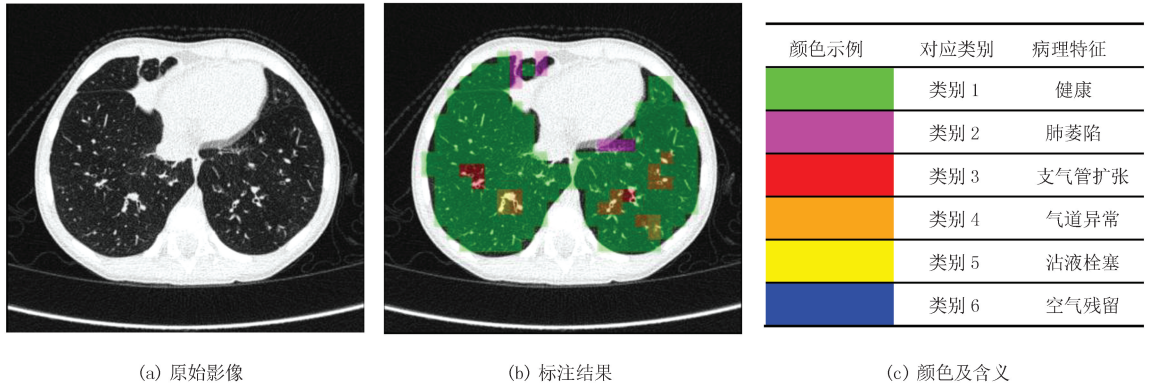 颜色示例 对应类别 病理特征
类别 1 健康
类别 2 肺萎陷
类别 3 支气管扩张
类别 4 气道异常
类别 5 沾液栓塞
类别 6 空气残留
(a) 原始影像 (b) 标注结果 (c) 颜色及含义